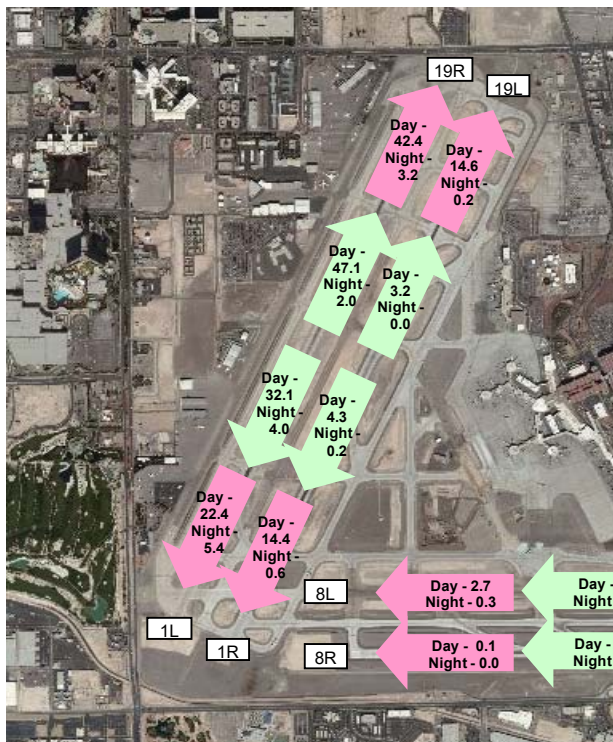 19R
19L
Day -
42.4
Night -
3.2
Day -
14.6
Night -
0.2
Day -
47.1
Night -
2.0
Day -
3.2
Night -
0.0
Day -
32.1
Night -
4.0
Day -
4.3
Night -
0.2
Day -
22.4
Night -
5.4
Day -
14.4
Night -
0.6
8L
Day - 2.7
Night - 0.3
Day -
Night
1L
1R
8R
Day - 0.1
Night - 0.0
Day -
Night